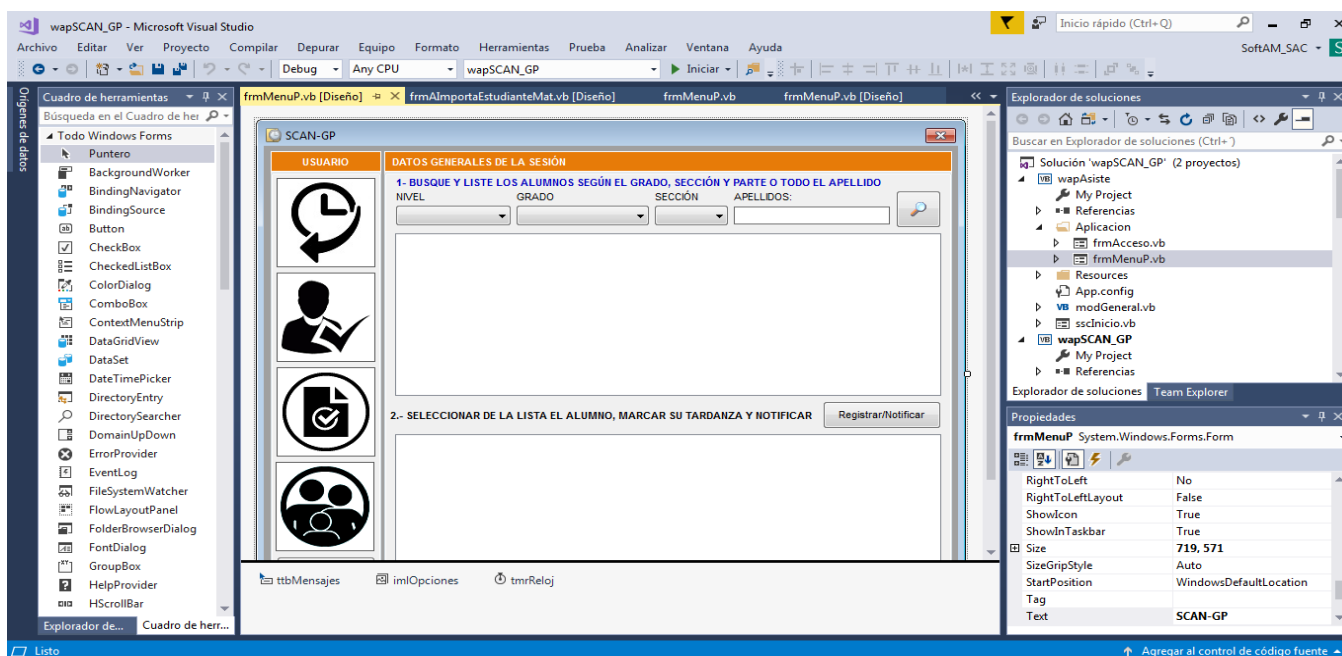 wapSCAN_GP - Microsoft Visual Studio
Inicio rápido (Ctrl+Q)
Archivo Editar Ver Proyecto Compilar Depurar Equipo Formato Herramientas Prueba Analizar Ventana Ayuda
SoftAM_SAC
S
Debug Any CPU wapSCAN_GP Iniciar
Orígenes de datos
Cuadro de herramientas
Búsqueda en el Cuadro de her
Todo Windows Forms
Puntero
BackgroundWorker
BindingNavigator
BindingSource
Button
CheckBox
CheckedListBox
ColorDialog
ComboBox
ContextMenuStrip
DataGridView
DataSet
DateTimePicker
DirectoryEntry
DirectorySearcher
DomainUpDown
ErrorProvider
EventLog
FileSystemWatcher
FlowLayoutPanel
FolderBrowserDialog
FontDialog
GroupBox
HelpProvider
HScrollBar
Explorador de... Cuadro de herr...
frmMenuP.vb [Diseño] frmAImportaEstudianteMat.vb [Diseño] frmMenuP.vb frmMenuP.vb [Diseño]
SCAN-GP
USUARIO
DATOS GENERALES DE LA SESIÓN
1- BUSQUE Y LISTE LOS ALUMNOS SEGÚN EL GRADO, SECCIÓN Y PARTE O TODO EL APELLIDO
NIVEL GRADO SECCIÓN APELLIDOS:
2.- SELECCIONAR DE LA LISTA EL ALUMNO, MARCAR SU TARDANZA Y NOTIFICAR
Registrar/Notificar
ttbMensajes imlOpciones tmrReloj
Explorador de soluciones
Buscar en Explorador de soluciones (Ctrl+¨)
Solución 'wapSCAN_GP' (2 proyectos)
VB wapAsiste
My Project
Referencias
Aplicacion
frmAcceso.vb
frmMenuP.vb
Resources
App.config
VB modGeneral.vb
sscInicio.vb
VB wapSCAN_GP
My Project
Referencias
Explorador de soluciones Team Explorer
Propiedades
frmMenuP System.Windows.Forms.Form
RightToLeft No
RightToLeftLayout False
ShowIcon True
ShowInTaskbar True
Size 719, 571
SizeGripStyle Auto
StartPosition WindowsDefaultLocation
Tag
Text SCAN-GP
Listo
Agregar al control de código fuente